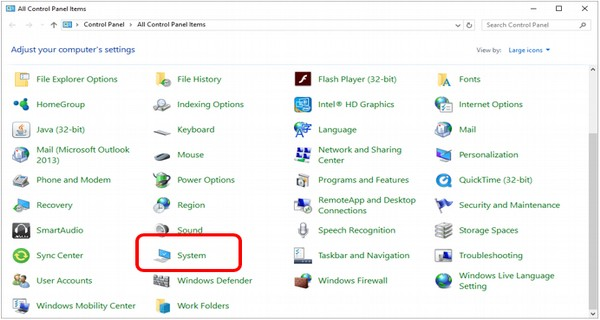 All Control Panel Items
Control Panel
All Control Panel Items
Search Control Panel
Adjust your computer's settings
View by: Large icons
File Explorer Options
File History
Flash Player (32-bit)
Fonts
HomeGroup
Indexing Options
Intel® HD Graphics
Internet Options
Java (32-bit)
Keyboard
Language
Mail
Mail (Microsoft Outlook
2013)
Mouse
Network and Sharing
Center
Personalization
Phone and Modem
Power Options
Programs and Features
QuickTime (32-bit)
Recovery
Region
RemoteApp and Desktop
Connections
Security and Maintenance
SmartAudio
Sound
Speech Recognition
Storage Spaces
Sync Center
System
Taskbar and Navigation
Troubleshooting
User Accounts
Windows Defender
Windows Firewall
Windows Live Language
Setting
Windows Mobility Center
Work Folders